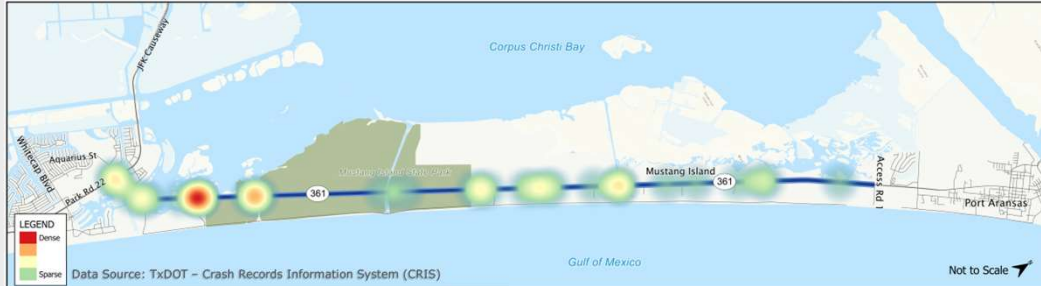 Corpus Christi Bay
JFK Causeway
Whitecap Blvd
Aquarius St
Park Rd 22
361
Mustang Island State Park
Mustang Island
361
Access Rd 1
Port Aransas
LEGEND
Dense
Sparse
Data Source: TxDOT – Crash Records Information System (CRIS)
Gulf of Mexico
Not to Scale